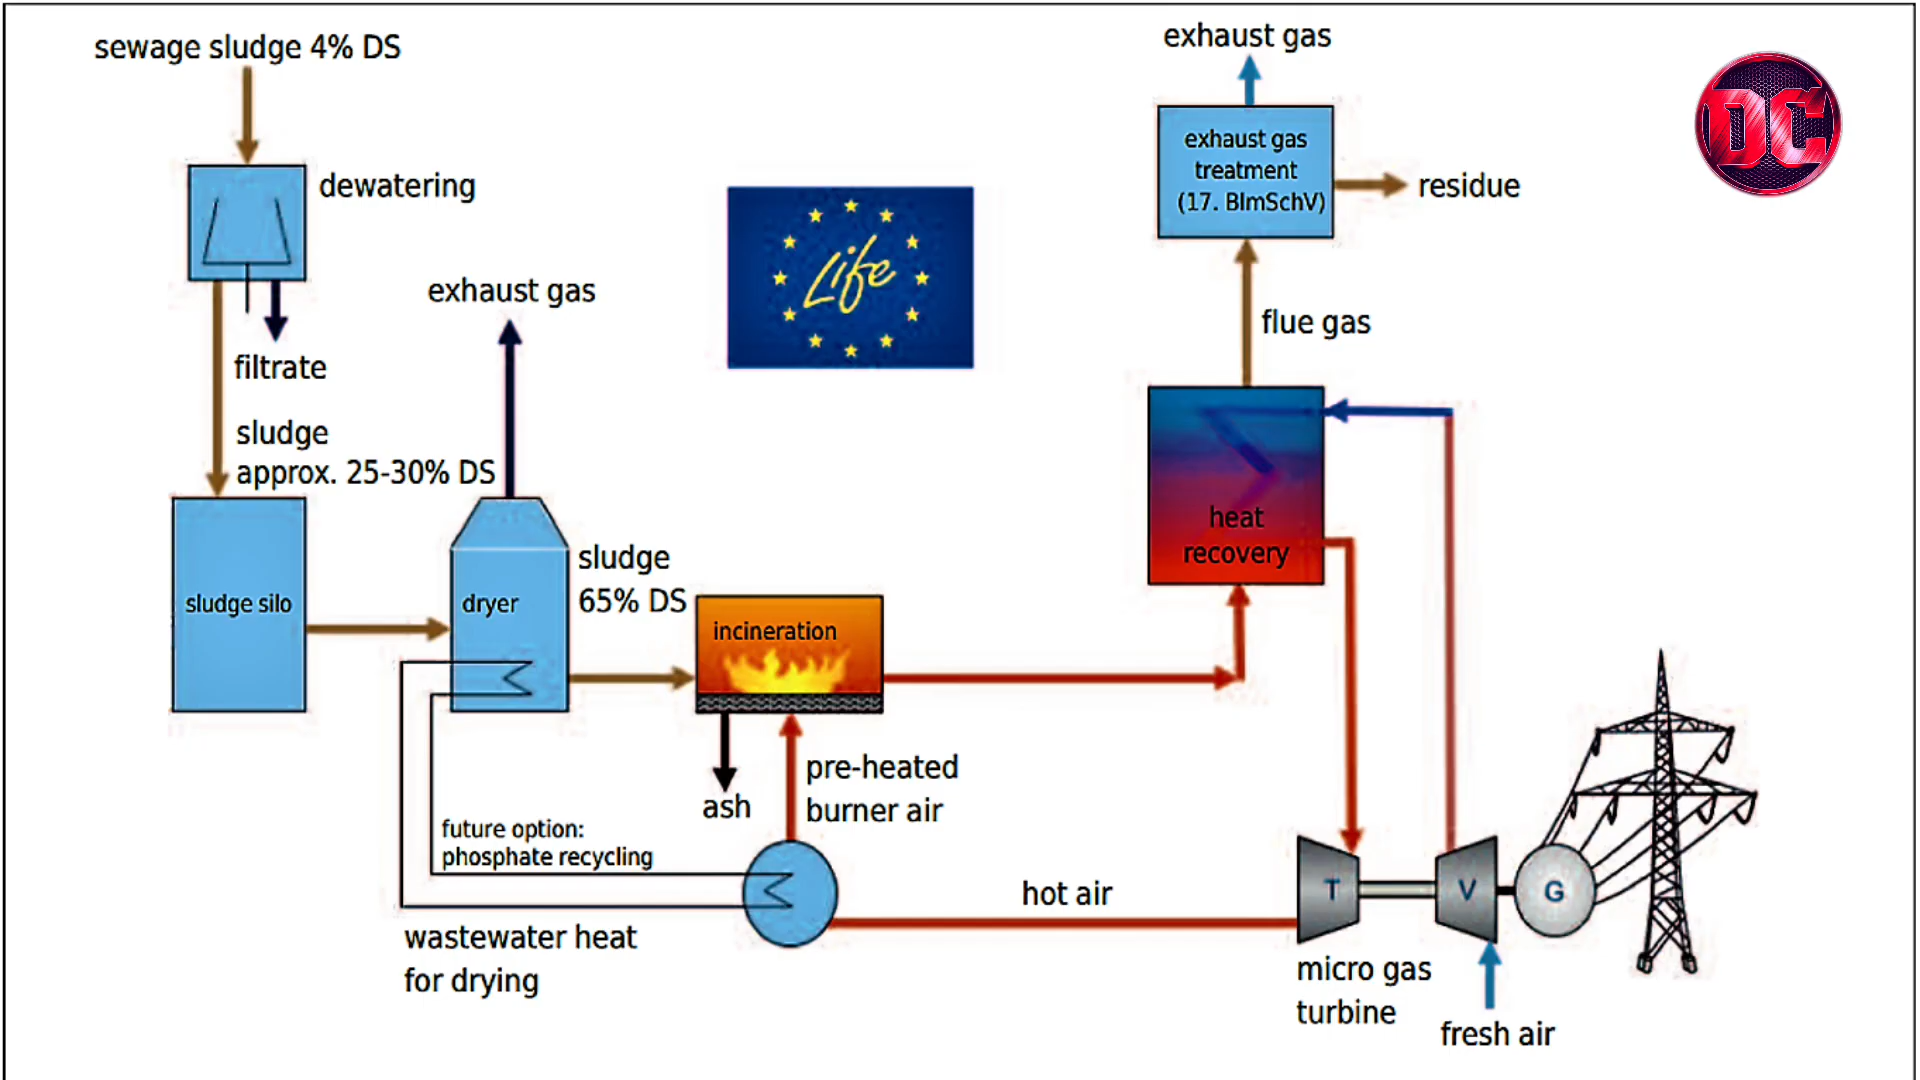 sewage sludge 4% DS
dewatering
filtrate
sludge
approx. 25-30% DS
sludge silo
exhaust gas
dryer
sludge
65% DS
incineration
ash
pre-heated
burner air
future option:
phosphate recycling
wastewater heat
for drying
Life
exhaust gas
exhaust gas
treatment
(17. BImSchV)
residue
flue gas
heat
recovery
hot air
T
V
G
micro gas
turbine
fresh air
DC